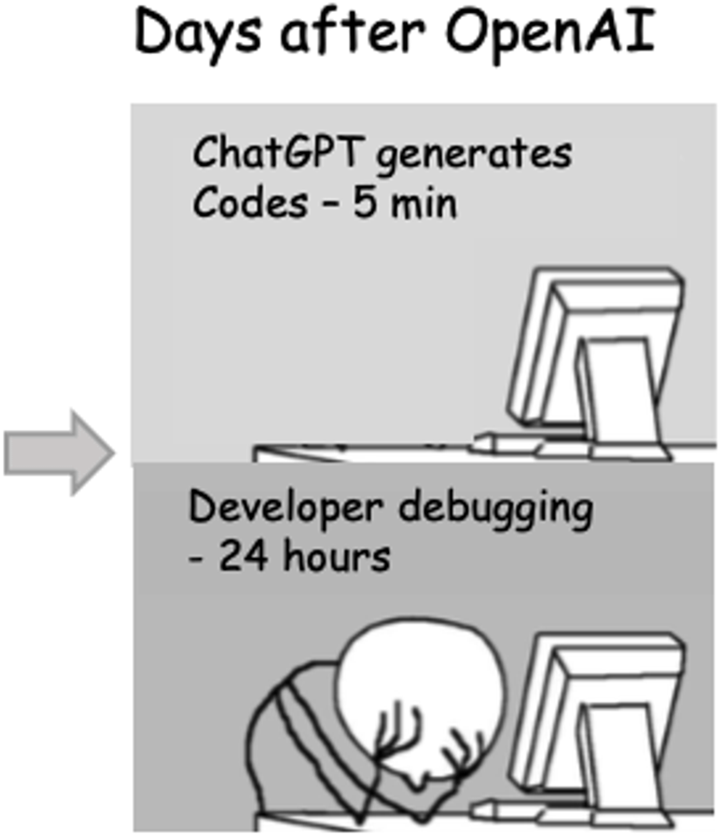 Days after OpenAI
ChatGPT generates
Codes – 5 min
Developer debugging
- 24 hours